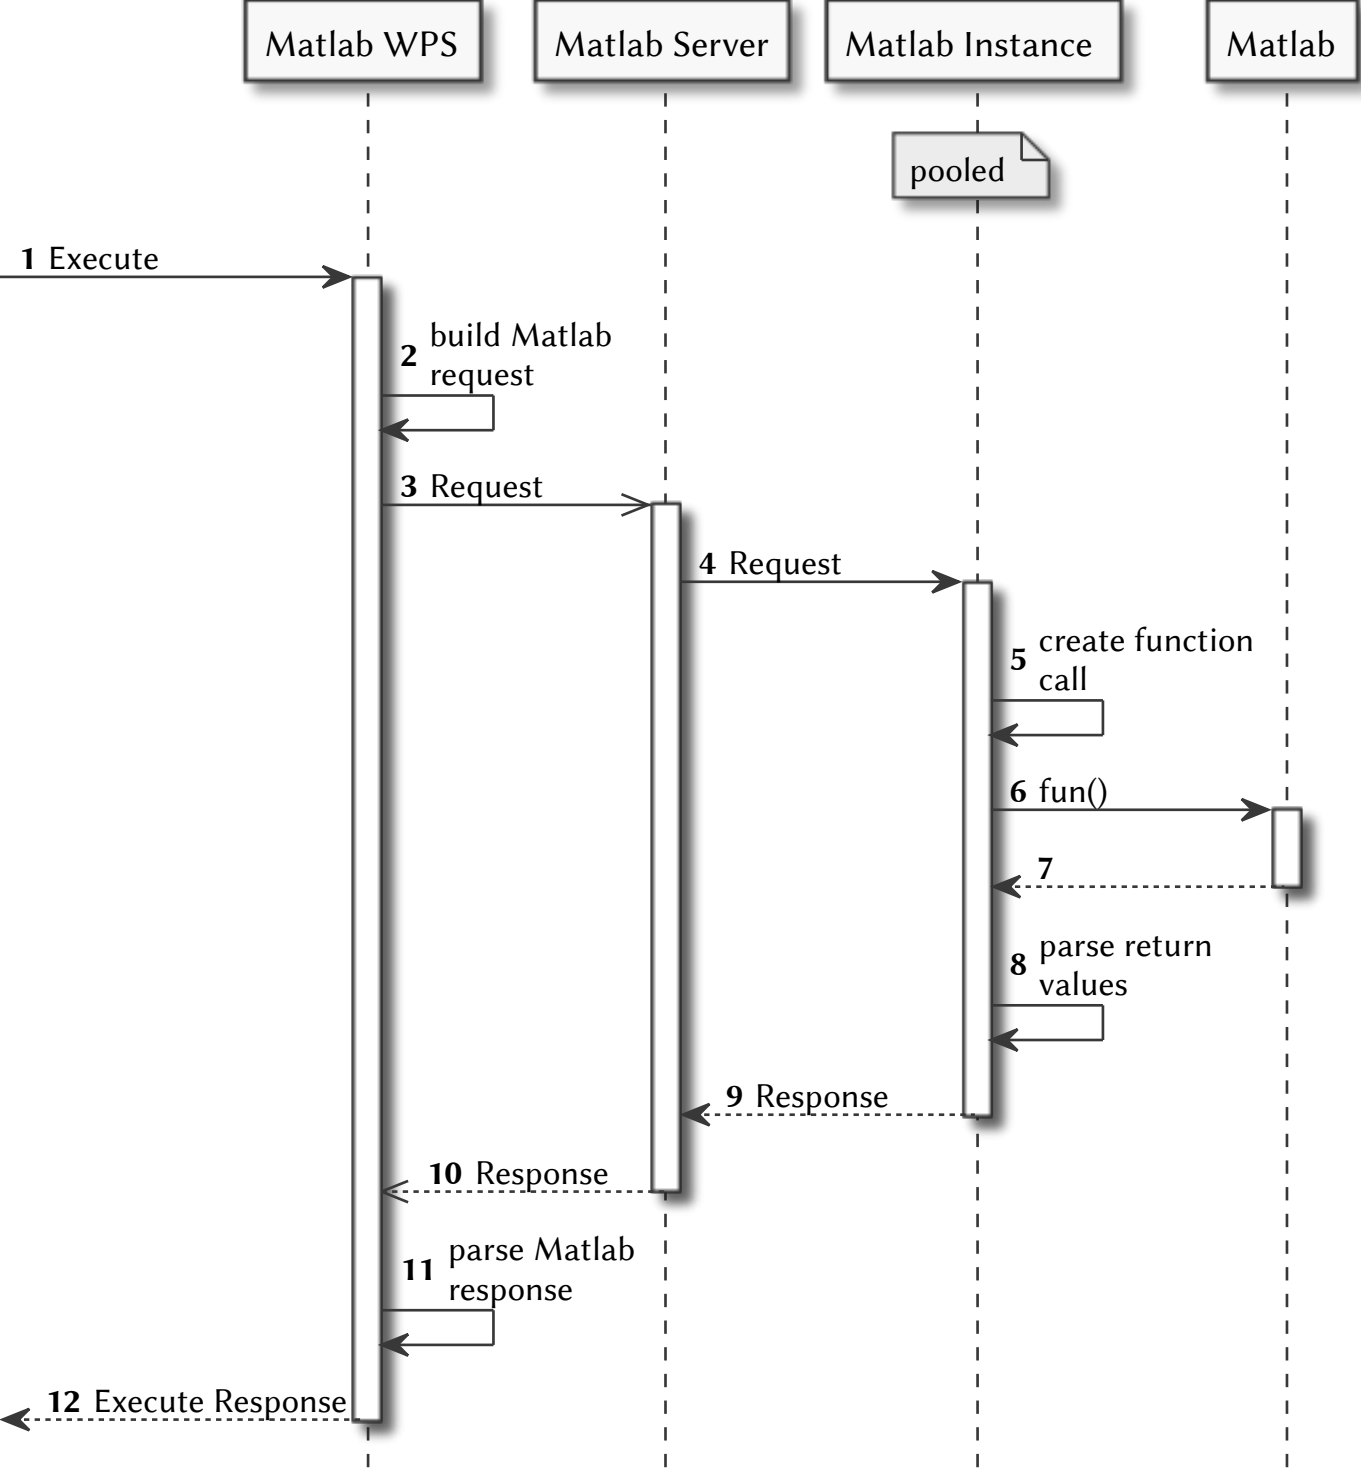 Matlab WPS
Matlab Server
Matlab Instance
Matlab
pooled
1 Execute
2 build Matlab
request
3 Request
4 Request
5 create function
call
6 fun()
7
8 parse return
values
9 Response
10 Response
11 parse Matlab
response
12 Execute Response